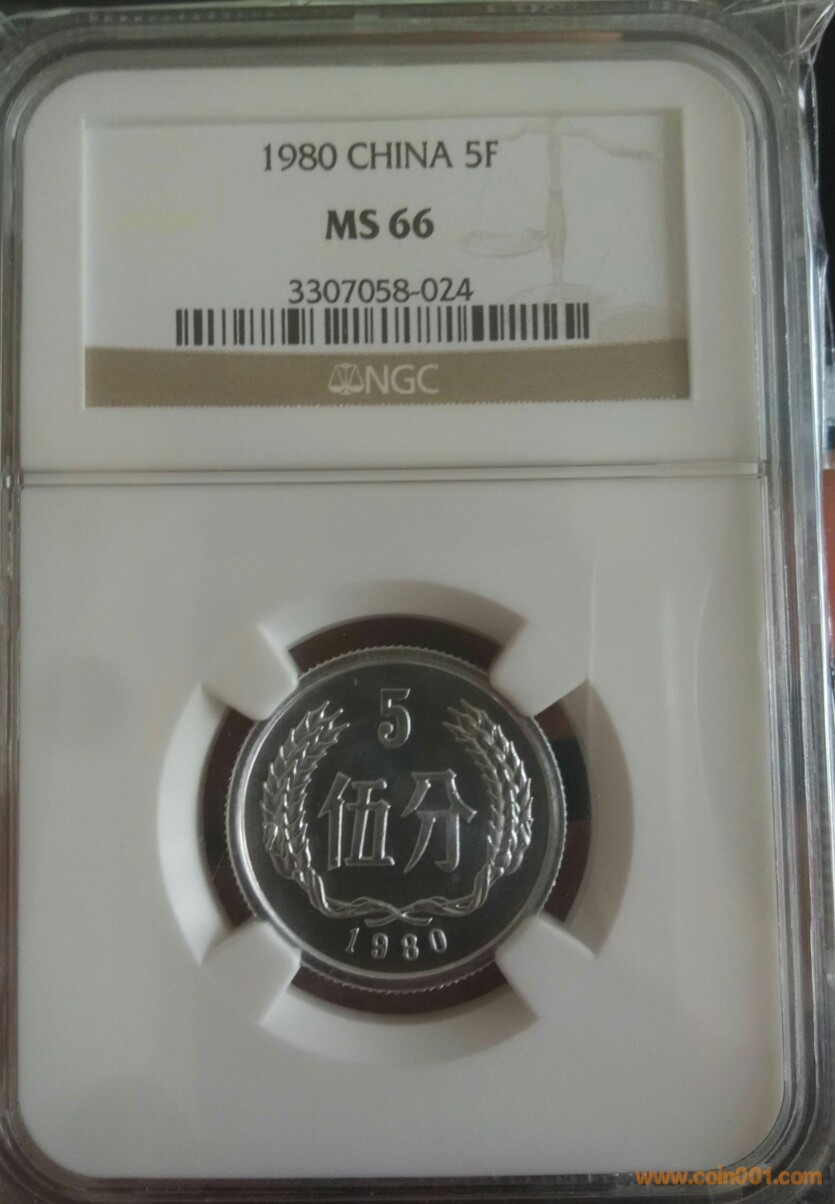 1980 CHINA 5F
MS 66
3307058-024
NGC
5
伍分
1980
www.coin001.com